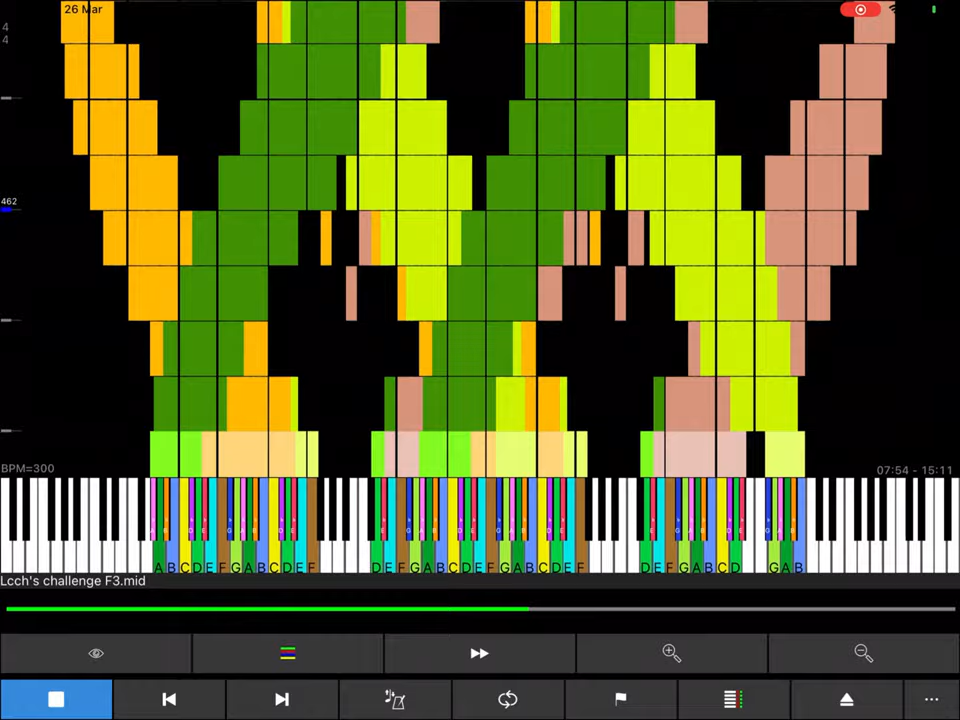 26 Mar
4
4
462
BPM=300
07:54 - 15:11
A B C D E F G A B C D E F D E F G A B C D E F G A B C D E F D E F G A B C D G A B
Lcch's challenge F3.mid